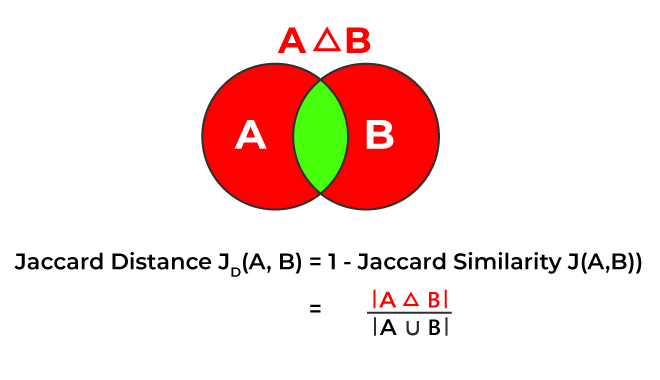 A △ B
A B
Jaccard Distance J_D(A, B) = 1 - Jaccard Similarity J(A,B))
= |A △ B|
|A ∪ B|